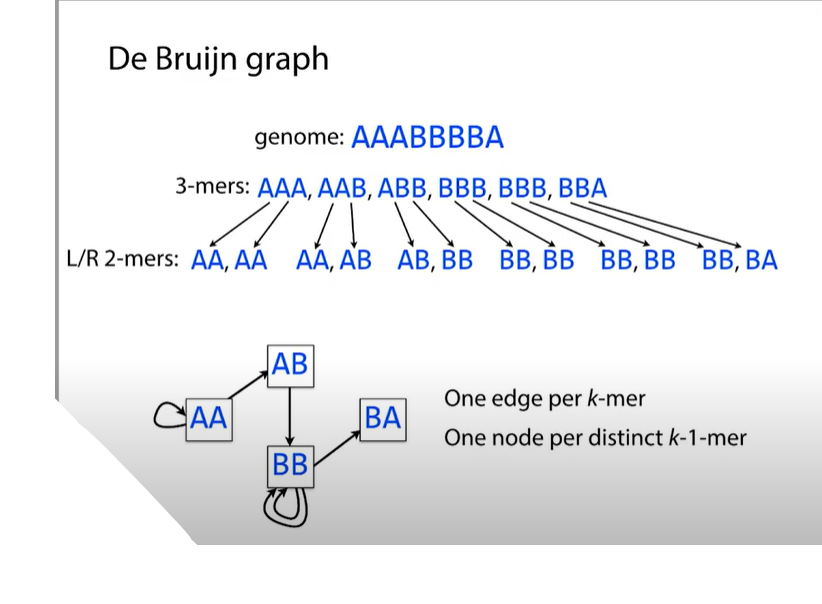 De Bruijn graph
genome: AAABBBBA
3-mers: AAA, AAB, ABB, BBB, BBB, BBA
L/R 2-mers: AA, AA AA, AB AB, BB BB, BB BB, BB BB, BA
AB
AA
BA
BB
One edge per k-mer
One node per distinct k-1-mer